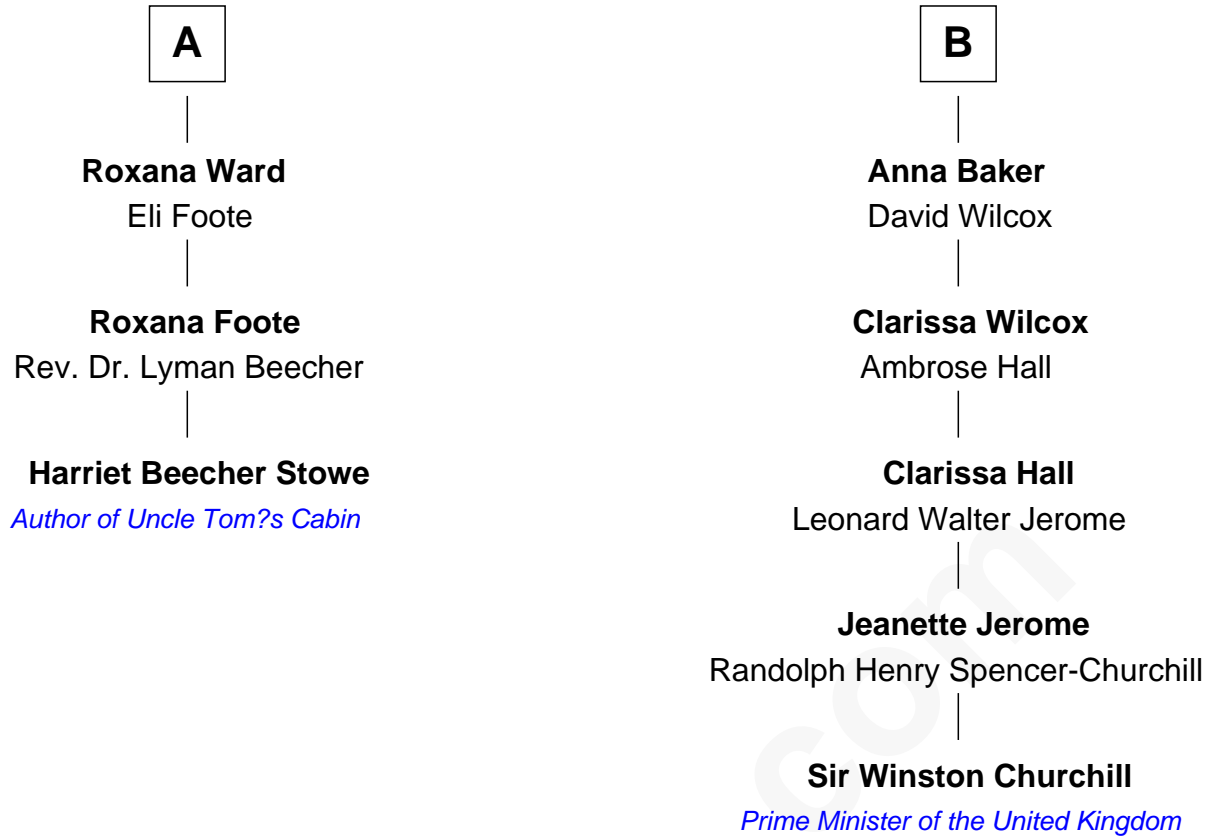 A
Roxana Ward
Eli Foote
Roxana Foote
Rev. Dr. Lyman Beecher
Harriet Beecher Stowe
Author of Uncle Tom?s Cabin
B
Anna Baker
David Wilcox
Clarissa Wilcox
Ambrose Hall
Clarissa Hall
Leonard Walter Jerome
Jeanette Jerome
Randolph Henry Spencer-Churchill
Sir Winston Churchill
Prime Minister of the United Kingdom
com